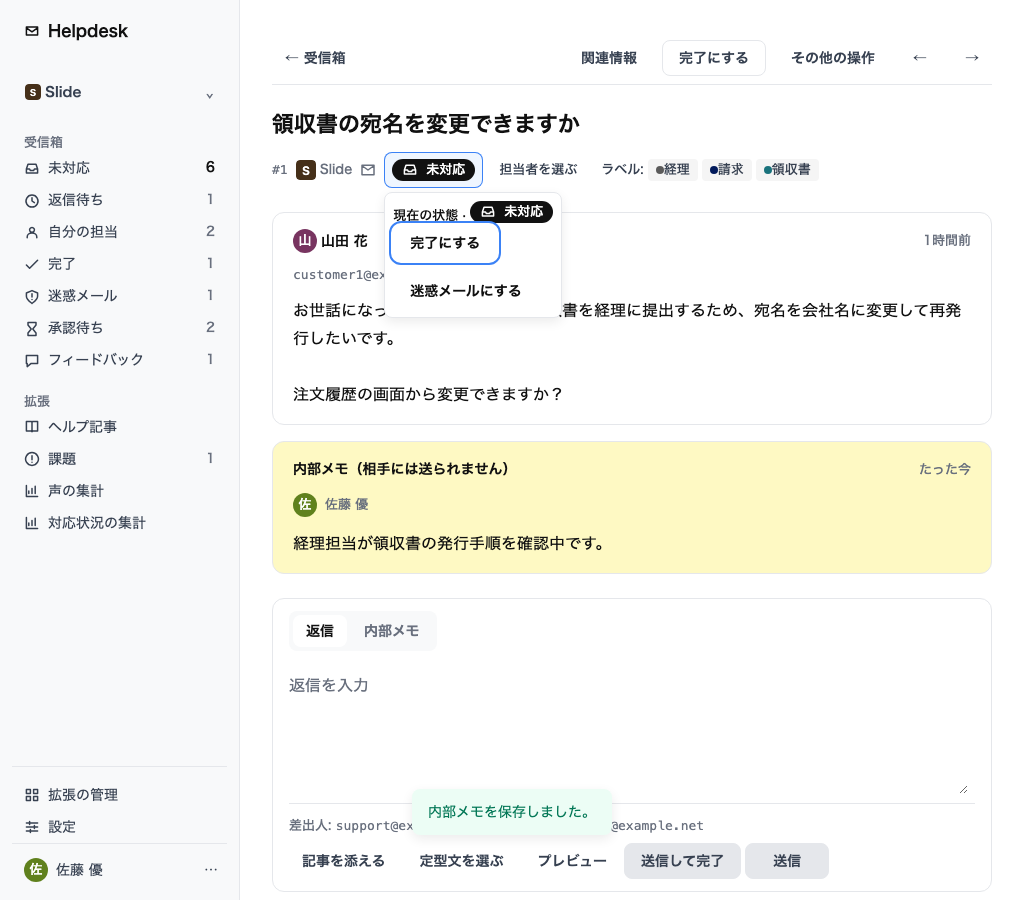 Helpdesk
S Slide
受信箱
未対応 6
返信待ち 1
自分の担当 2
完了 1
迷惑メール 1
承認待ち 2
フィードバック 1
拡張
ヘルプ記事
課題 1
声の集計
対応状況の集計
拡張の管理
設定
佐 佐藤 優 …
← 受信箱 関連情報 完了にする その他の操作 ← →
領収書の宛名を変更できますか
#1 S Slide 未対応 担当者を選ぶ ラベル: 経理 請求 領収書
現在の状態 · 未対応
完了にする
迷惑メールにする
山 山田 花 1時間前
customer1@ex
お世話になっ 書を経理に提出するため、宛名を会社名に変更して再発
行したいです。
注文履歴の画面から変更できますか？
内部メモ（相手には送られません） たった今
佐 佐藤 優
経理担当が領収書の発行手順を確認中です。
返信 内部メモ
返信を入力
内部メモを保存しました。
差出人: support@ex @example.net
記事を添える 定型文を選ぶ プレビュー 送信して完了 送信